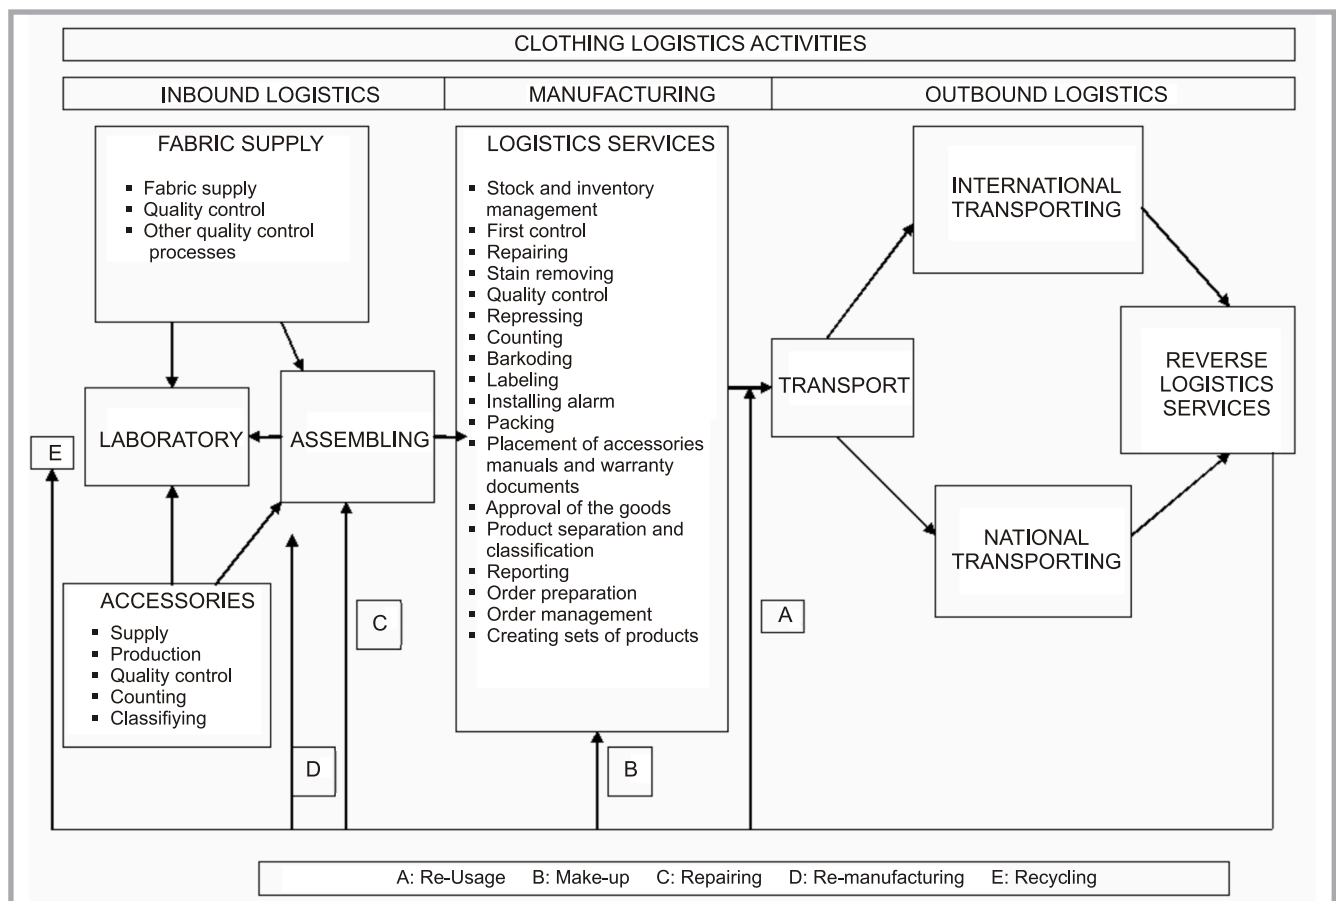 CLOTHING LOGISTICS ACTIVITIES
INBOUND LOGISTICS
MANUFACTURING
OUTBOUND LOGISTICS
FABRIC SUPPLY
▪ Fabric supply
▪ Quality control
▪ Other quality control
processes
LABORATORY
ASSEMBLING
E
ACCESSORIES
▪ Supply
▪ Production
▪ Quality control
▪ Counting
▪ Classifiying
D
C
LOGISTICS SERVICES
▪ Stock and inventory
management
▪ First control
▪ Repairing
▪ Stain removing
▪ Quality control
▪ Repressing
▪ Counting
▪ Barkoding
▪ Labeling
▪ Installing alarm
▪ Packing
▪ Placement of accessories
manuals and warranty
documents
▪ Approval of the goods
▪ Product separation and
classification
▪ Reporting
▪ Order preparation
▪ Order management
▪ Creating sets of products
B
A
TRANSPORT
INTERNATIONAL
TRANSPORTING
NATIONAL
TRANSPORTING
REVERSE
LOGISTICS
SERVICES
A: Re-Usage B: Make-up C: Repairing D: Re-manufacturing E: Recycling